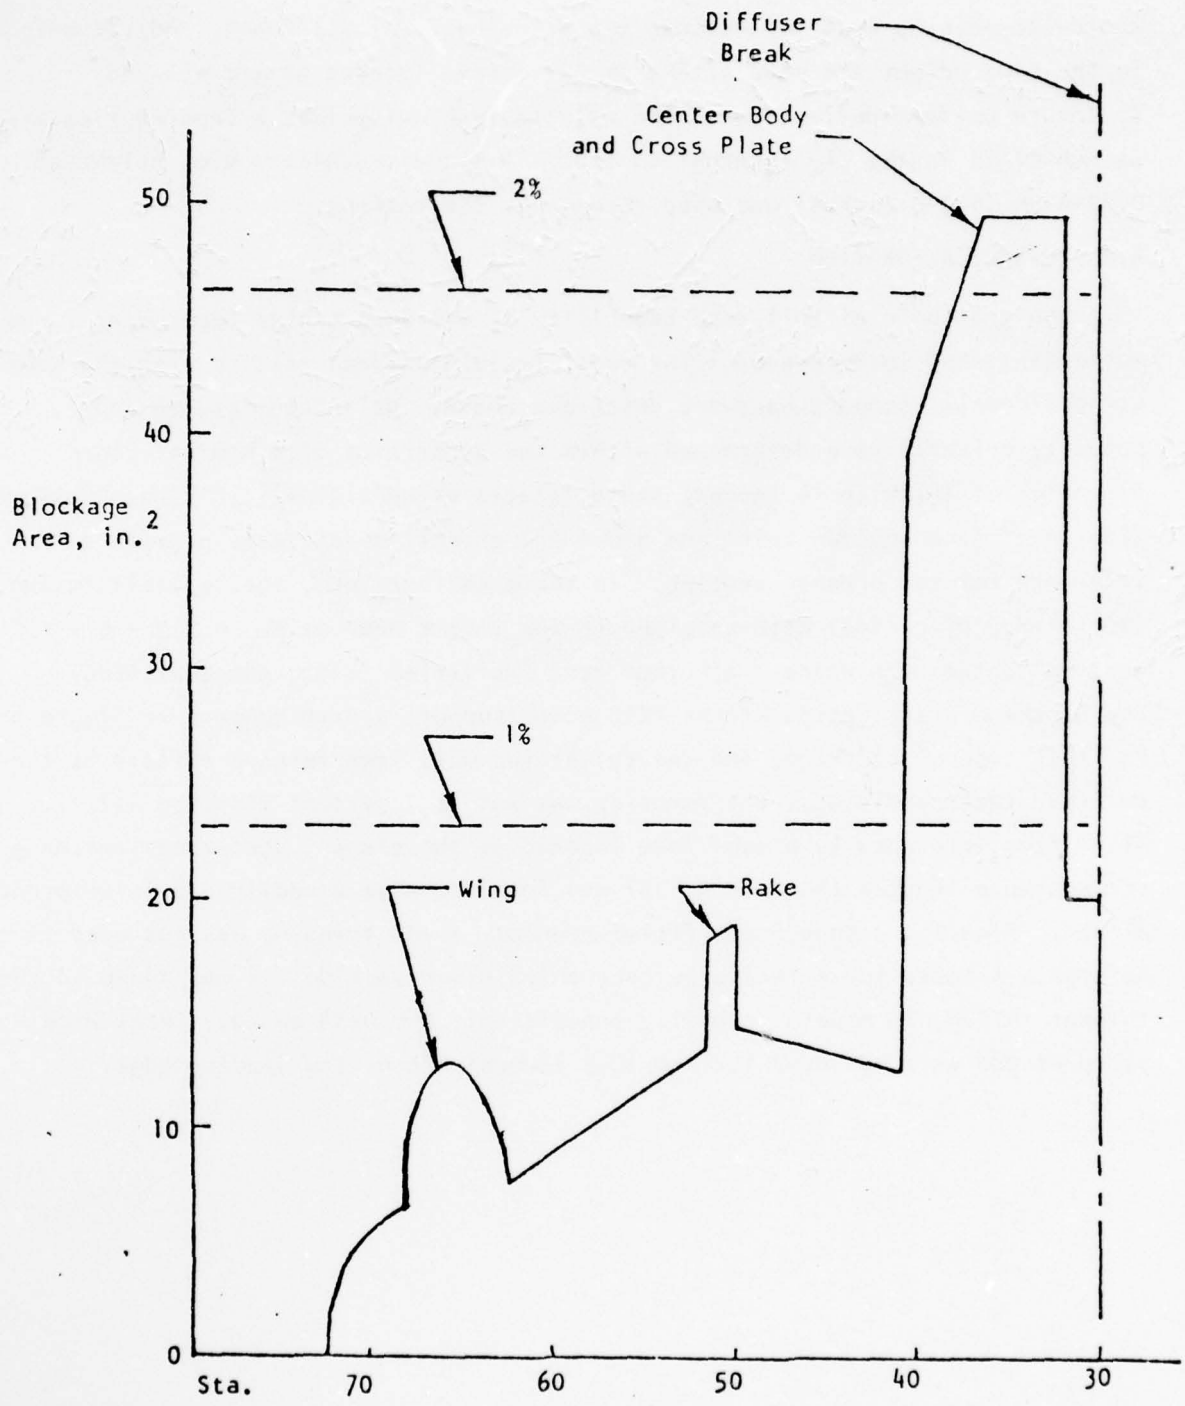 Diffuser
Break
Center Body
and Cross Plate
2%
50
40
Blockage
Area, in.2
30
1%
20
Wing
Rake
10
0
Sta.
70
60
50
40
30